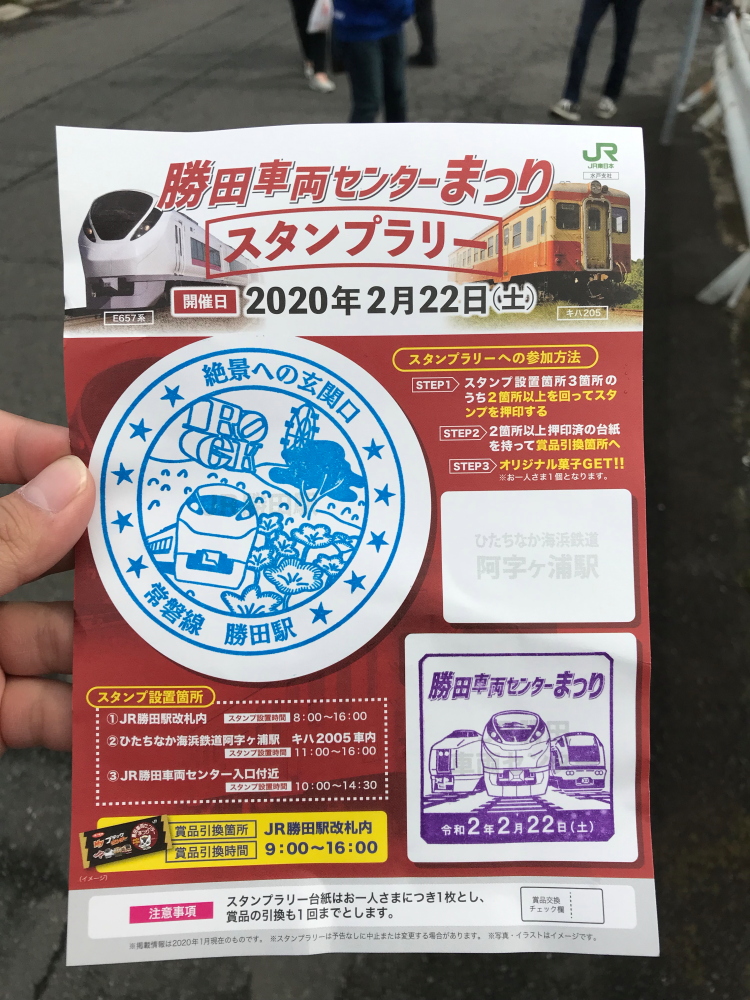 JR
JR東日本
水戸支社
勝田車両センターまつり
スタンプラリー
E657系
キハ205
開催日 2020年2月22日(土)
絶景への玄関口
ROCK
常磐線 勝田駅
スタンプラリーへの参加方法
STEP1 スタンプ設置箇所3箇所の
うち2箇所以上を回ってスタ
ンプを押印する
STEP2 2箇所以上押印済の台紙
を持って賞品引換箇所へ
STEP3 オリジナル菓子GET!!
※お一人さま1個となります。
ひたちなか海浜鉄道
阿字ヶ浦駅
勝田車両センターまつり
令和2年2月22日(土)
スタンプ設置箇所
①JR勝田駅改札内 スタンプ設置時間 8:00〜16:00
②ひたちなか海浜鉄道阿字ヶ浦駅 キハ2005車内
スタンプ設置時間 11:00〜16:00
③JR勝田車両センター入口付近
スタンプ設置時間 10:00〜14:30
賞品引換箇所 JR勝田駅改札内
賞品引換時間 9:00〜16:00
(イメージ)
注意事項
スタンプラリー台紙はお一人さまにつき1枚とし、
賞品の引換も1回までとします。
賞品交換
チェック欄
※掲載情報は2020年1月現在のものです。 ※スタンプラリーは予告なしに中止または変更する場合があります。 ※写真・イラストはイメージです。